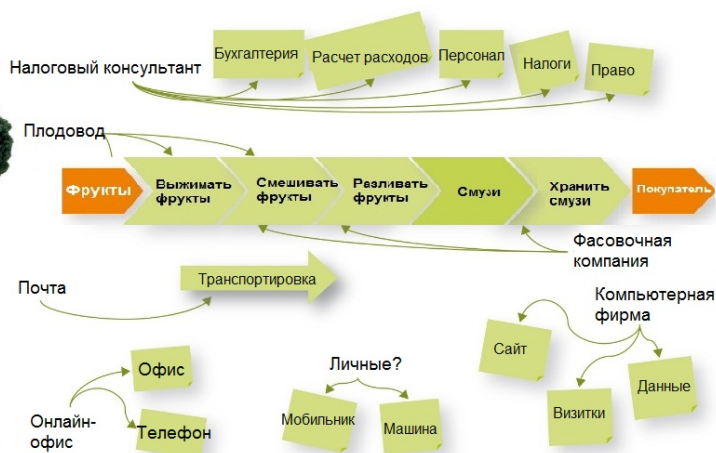 Бухгалтерия
Расчет расходов
Персонал
Налоги
Право
Налоговый консультант
Плодовод
Фрукты
Выжимать
фрукты
Смешивать
фрукты
Разливать
фрукты
Смузи
Хранить
смузи
Покупатель
Фасовочная
компания
Почта
Транспортировка
Компьютерная
фирма
Сайт
Визитки
Данные
Личные?
Мобильник
Машина
Офис
Телефон
Онлайн-
офис